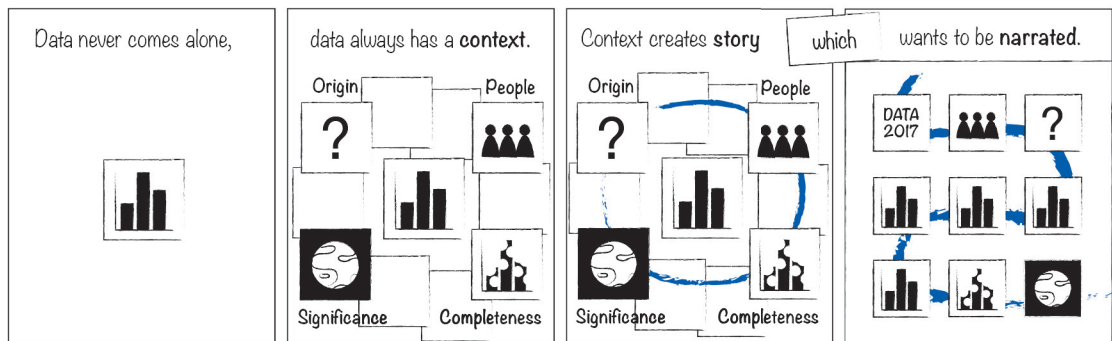 Data never comes alone,
data always has a context.
Origin
People
?
Significance
Completeness
Context creates story
Origin
People
?
Significance
Completeness
which
wants to be narrated.
DATA
2017
?